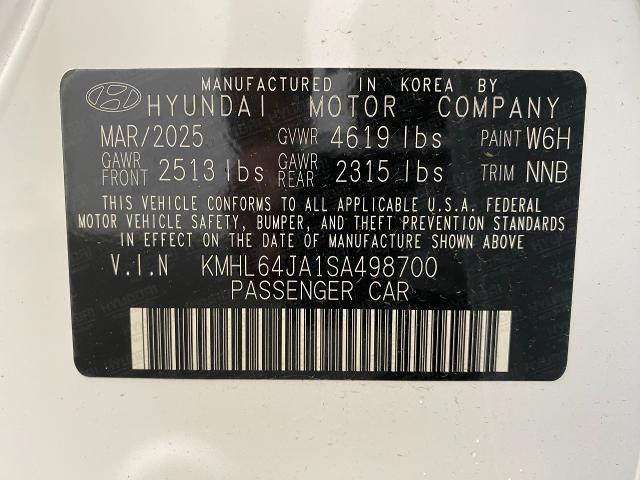 MANUFACTURED IN KOREA BY
HYUNDAI MOTOR COMPANY
MAR/2025 GVWR 4619 lbs PAINT W6H
GAWR FRONT 2513 lbs GAWR REAR 2315 lbs TRIM NNB
THIS VEHICLE CONFORMS TO ALL APPLICABLE U.S.A. FEDERAL
MOTOR VEHICLE SAFETY, BUMPER, AND THEFT PREVENTION STANDARDS
IN EFFECT ON THE DATE OF MANUFACTURE SHOWN ABOVE
V.I.N KMHL64JA1SA498700
PASSENGER CAR